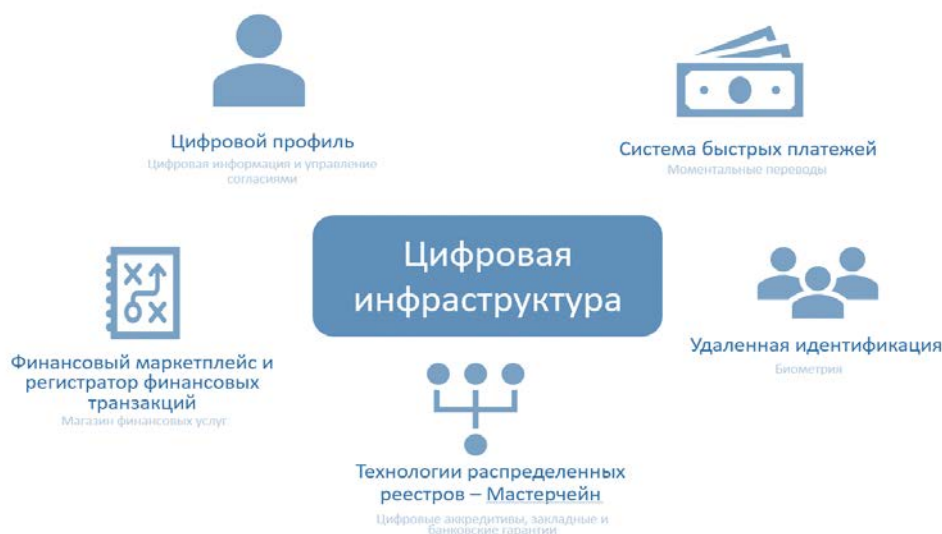 Цифровой профиль
Цифровая информация и управление
согласиями
Система быстрых платежей
Моментальные переводы
Цифровая
инфраструктура
Финансовый маркетплейс и
регистратор финансовых
транзакций
Магазин финансовых услуг
Удаленная идентификация
Биометрия
Технологии распределенных
реестров – Мастерчейн
Цифровые аккредитивы, закладные и
банковские гарантии